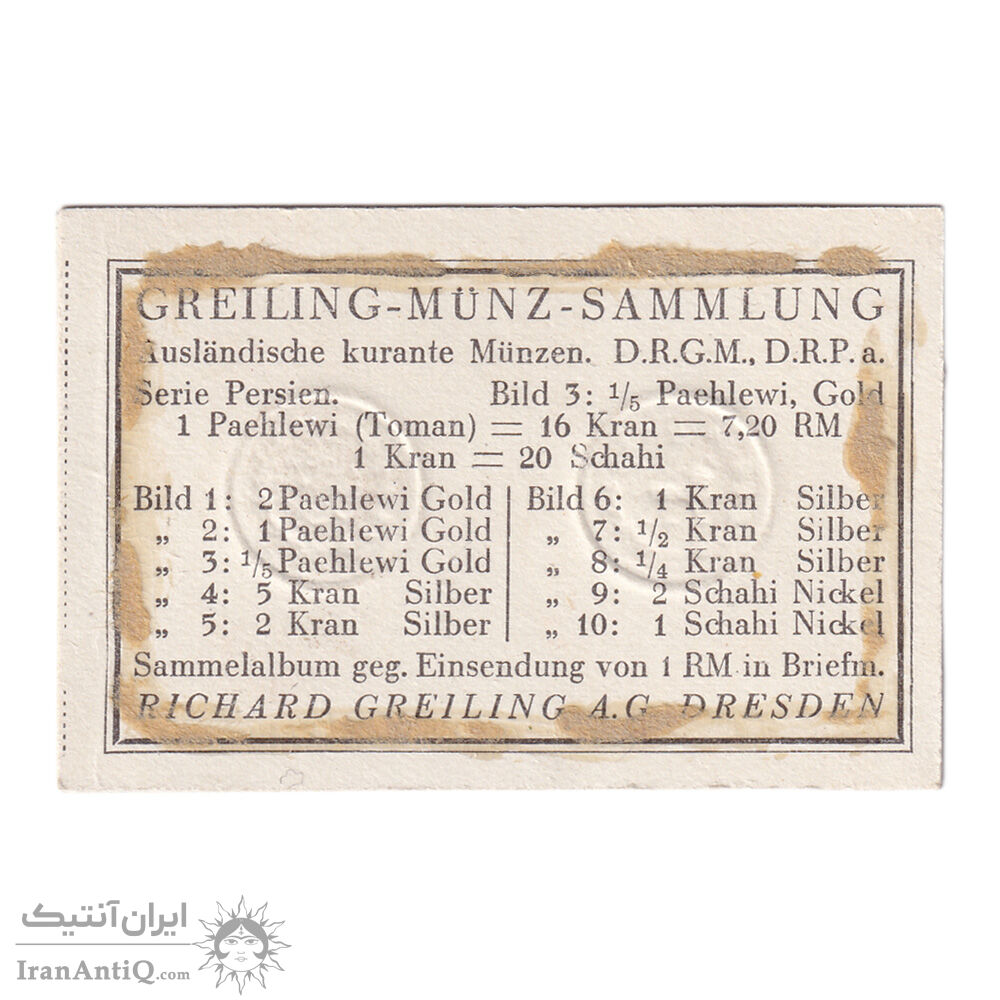 GREILING-MÜNZ-SAMMLUNG
Ausländische kurante Münzen. D.R.G.M., D.R.P. a.
Serie Persien. Bild 3: 1/5 Paehlewi, Gold
1 Paehlewi (Toman) = 16 Kran = 7,20 RM
1 Kran = 20 Schahi
Bild 1: 2 Paehlewi Gold
„ 2: 1 Paehlewi Gold
„ 3: 1/5 Paehlewi Gold
„ 4: 5 Kran Silber
„ 5: 2 Kran Silber
Bild 6: 1 Kran Silber
„ 7: 1/2 Kran Silber
„ 8: 1/4 Kran Silber
„ 9: 2 Schahi Nickel
„ 10: 1 Schahi Nickel
Sammelalbum geg. Einsendung von 1 RM in Briefm.
RICHARD GREILING A.G. DRESDEN
ایران آنتیک
IranAntiQ.com